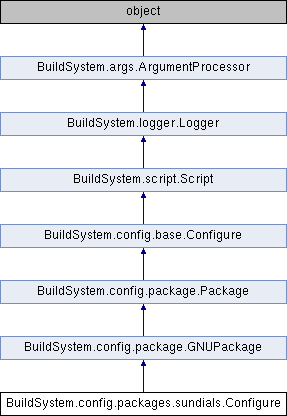 object
BuildSystem.args.ArgumentProcessor
BuildSystem.logger.Logger
BuildSystem.script.Script
BuildSystem.config.base.Configure
BuildSystem.config.package.Package
BuildSystem.config.package.GNUPackage
BuildSystem.config.packages.sundials.Configure